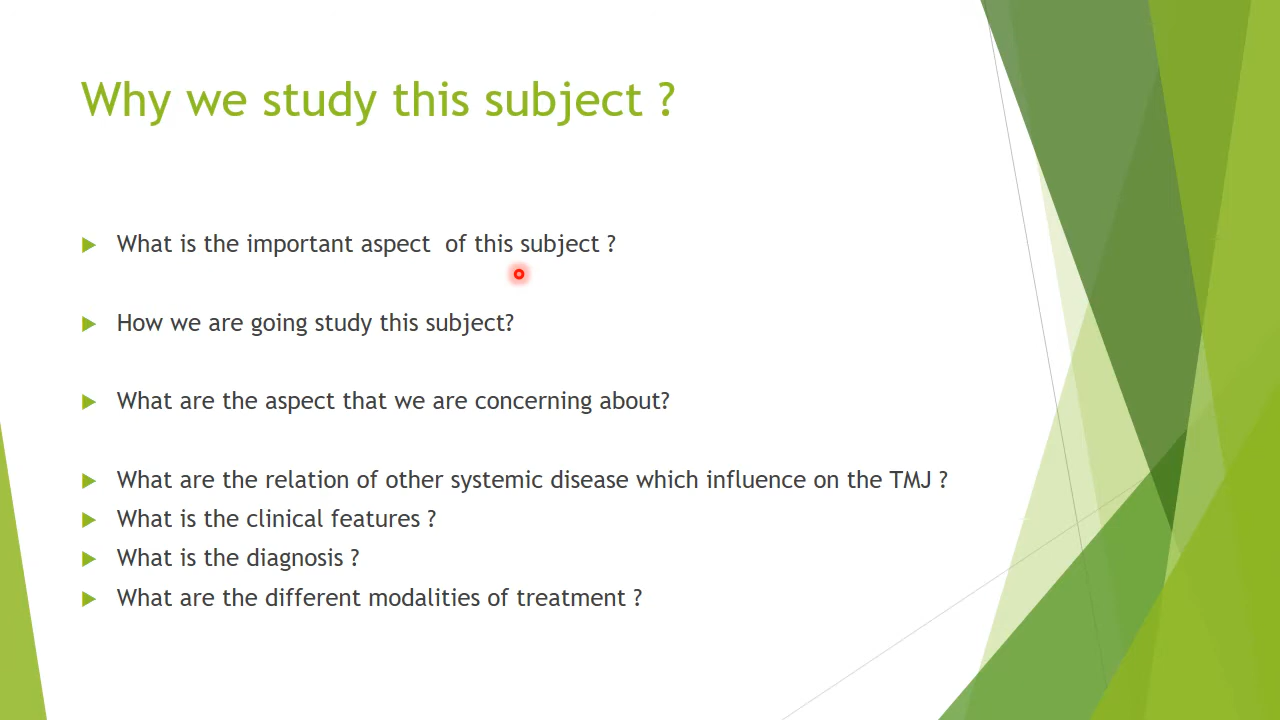 Why we study this subject ?
What is the important aspect  of this subject ?
How we are going study this subject?
What are the aspect that we are concerning about?
What are the relation of other systemic disease which influence on the TMJ ?
What is the clinical features ?
What is the diagnosis ?
What are the different modalities of treatment ?